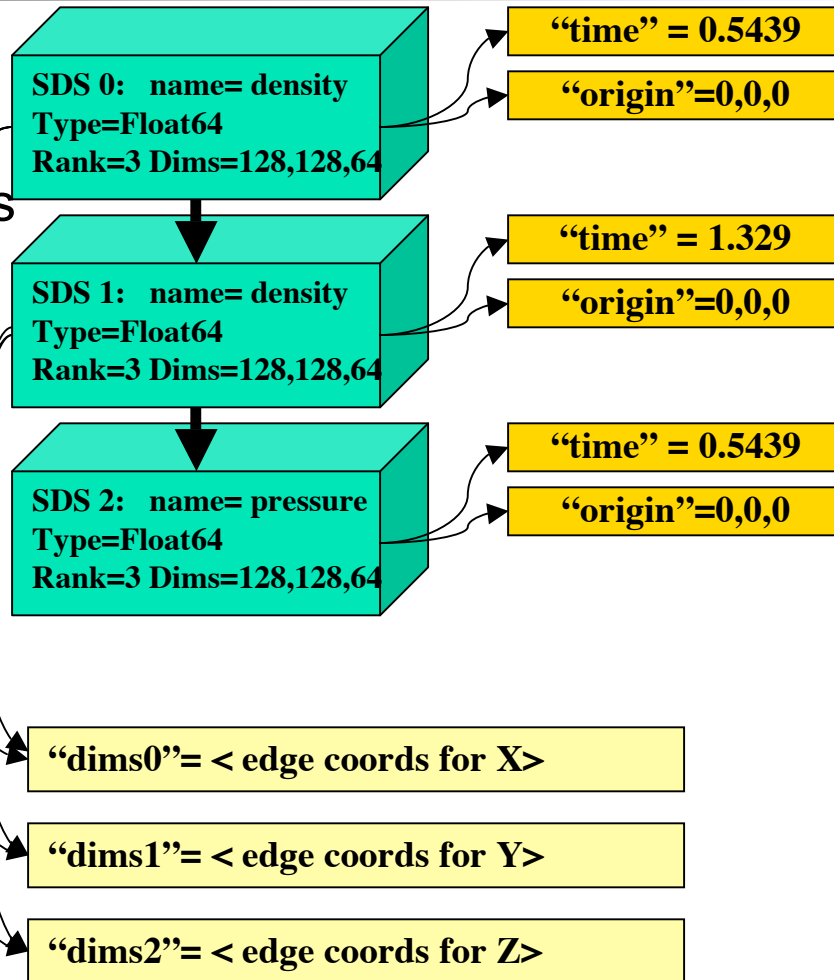 SDS 0: name= density
Type=Float64
Rank=3 Dims=128,128,64
“time” = 0.5439
“origin”=0,0,0
s
SDS 1: name= density
Type=Float64
Rank=3 Dims=128,128,64
“time” = 1.329
“origin”=0,0,0
SDS 2: name= pressure
Type=Float64
Rank=3 Dims=128,128,64
“time” = 0.5439
“origin”=0,0,0
“dims0”= < edge coords for X>
“dims1”= < edge coords for Y>
“dims2”= < edge coords for Z>